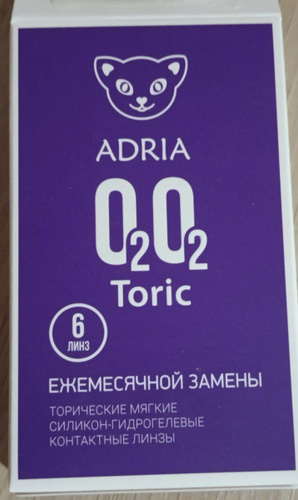 ADRIA
O2O2
Toric
6
ЛИНЗ
ЕЖЕМЕСЯЧНОЙ ЗАМЕНЫ
ТОРИЧЕСКИЕ МЯГКИЕ
СИЛИКОН-ГИДРОГЕЛЕВЫЕ
КОНТАКТНЫЕ ЛИНЗЫ